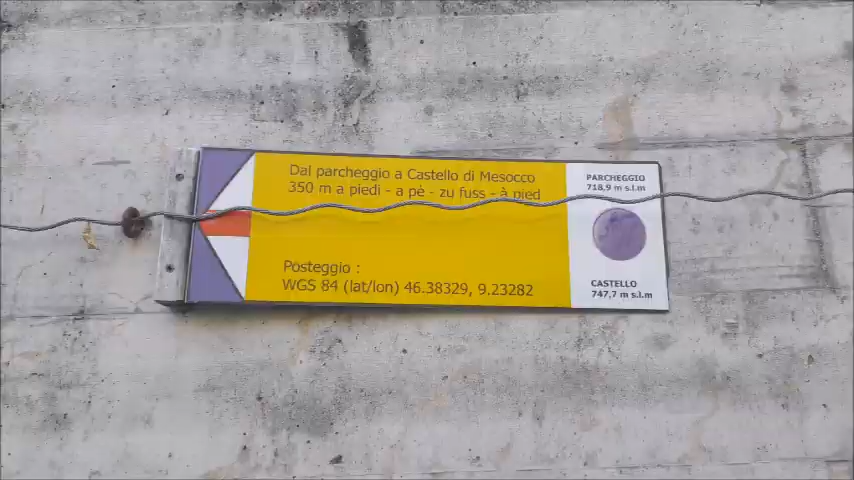 Dal parcheggio a Castello di Mesocco
350 m a piedi - a pè - zu fuss - à pied
Posteggio :
WGS 84 (lat/lon) 46.38329, 9.23282
PARCHEGGIO
718,9 m s.l.m
CASTELLO
747,7 m s.l.m